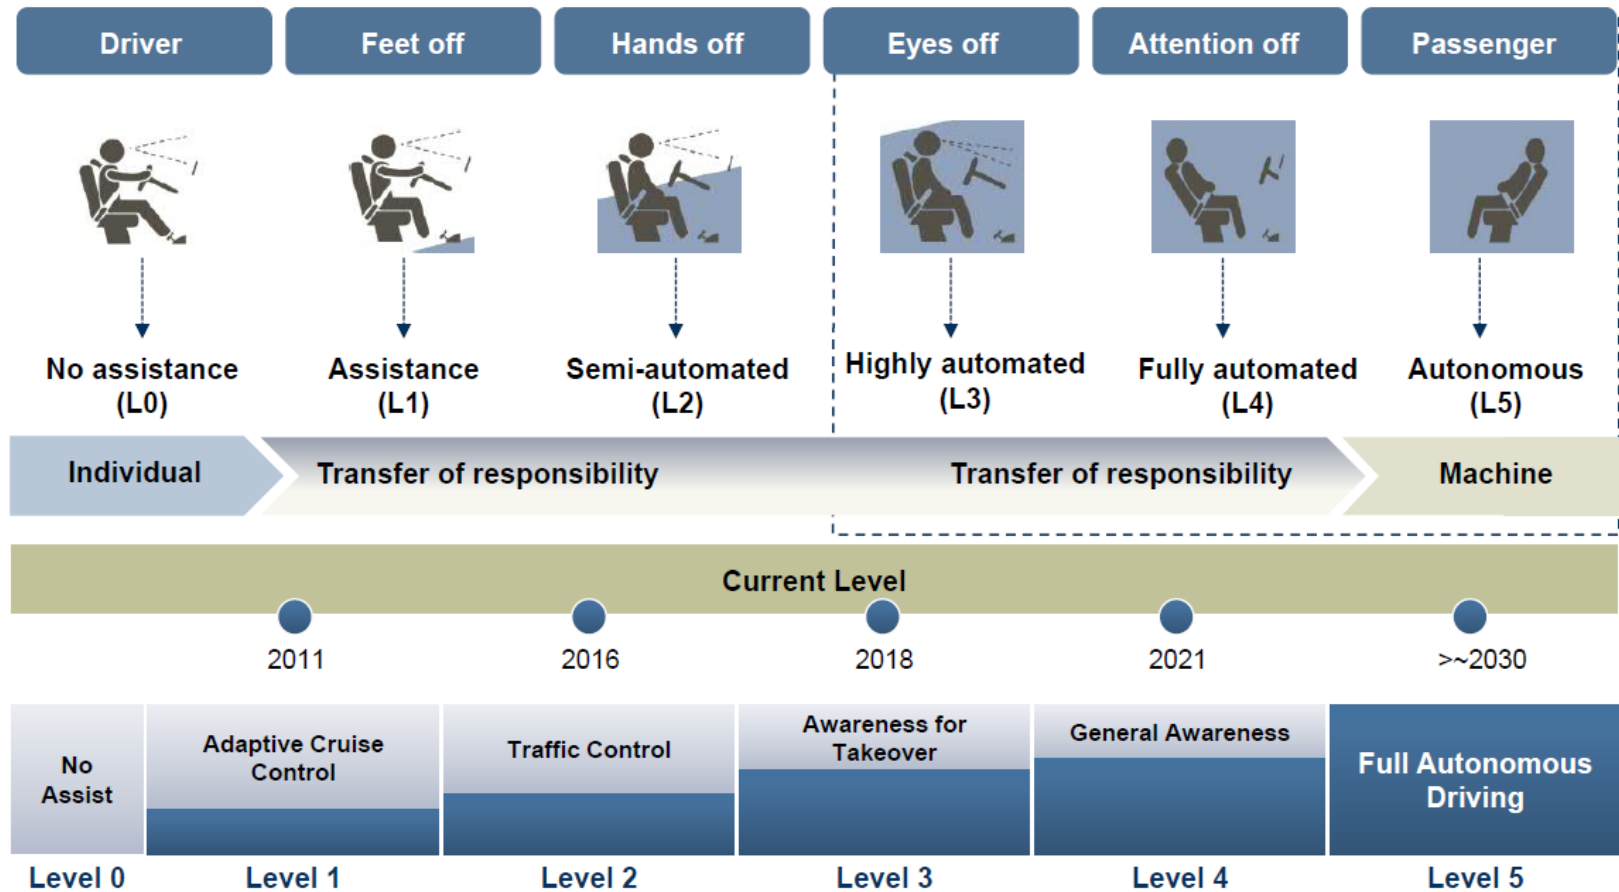 Driver
Feet off
Hands off
Eyes off
Attention off
Passenger
No assistance
(L0)
Assistance
(L1)
Semi-automated
(L2)
Highly automated
(L3)
Fully automated
(L4)
Autonomous
(L5)
Individual
Transfer of responsibility
Transfer of responsibility
Machine
Current Level
2011
2016
2018
2021
>~2030
No
Assist
Adaptive Cruise
Control
Traffic Control
Awareness for
Takeover
General Awareness
Full Autonomous
Driving
Level 0
Level 1
Level 2
Level 3
Level 4
Level 5